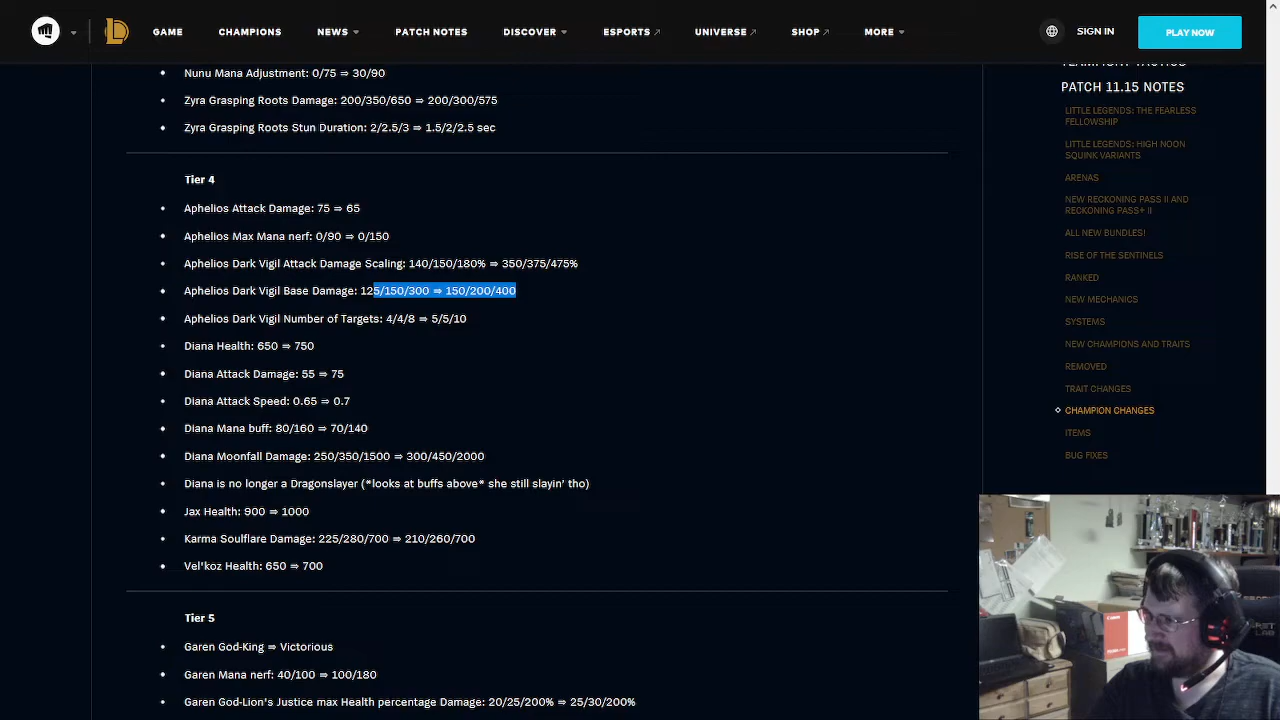 GAME CHAMPIONS NEWS PATCH NOTES DISCOVER ESPORTS UNIVERSE SHOP MORE SIGN IN PLAY NOW
Nunu Mana Adjustment: 0/75 ⇒ 30/90
Zyra Grasping Roots Damage: 200/350/650 ⇒ 200/300/575
Zyra Grasping Roots Stun Duration: 2/2.5/3 ⇒ 1.5/2/2.5 sec
Tier 4
Aphelios Attack Damage: 75 ⇒ 65
Aphelios Max Mana nerf: 0/90 ⇒ 0/150
Aphelios Dark Vigil Attack Damage Scaling: 140/150/180% ⇒ 350/375/475%
Aphelios Dark Vigil Base Damage: 125/150/300 ⇒ 150/200/400
Aphelios Dark Vigil Number of Targets: 4/4/8 ⇒ 5/5/10
Diana Health: 650 ⇒ 750
Diana Attack Damage: 55 ⇒ 75
Diana Attack Speed: 0.65 ⇒ 0.7
Diana Mana buff: 80/160 ⇒ 70/140
Diana Moonfall Damage: 250/350/1500 ⇒ 300/450/2000
Diana is no longer a Dragonslayer (*looks at buffs above* she still slayin' tho)
Jax Health: 900 ⇒ 1000
Karma Soulflare Damage: 225/280/700 ⇒ 210/260/700
Vel'koz Health: 650 ⇒ 700
Tier 5
Garen God-King ⇒ Victorious
Garen Mana nerf: 40/100 ⇒ 100/180
Garen God-Lion's Justice max Health percentage Damage: 20/25/200% ⇒ 25/30/200%
TEAMFIGHT TACTICS
PATCH 11.15 NOTES
LITTLE LEGENDS: THE FEARLESS
FELLOWSHIP
LITTLE LEGENDS: HIGH NOON
SQUINK VARIANTS
ARENAS
NEW RECKONING PASS II AND
RECKONING PASS+ II
ALL NEW BUNDLES!
RISE OF THE SENTINELS
RANKED
NEW MECHANICS
SYSTEMS
NEW CHAMPIONS AND TRAITS
REMOVED
TRAIT CHANGES
CHAMPION CHANGES
ITEMS
BUG FIXES